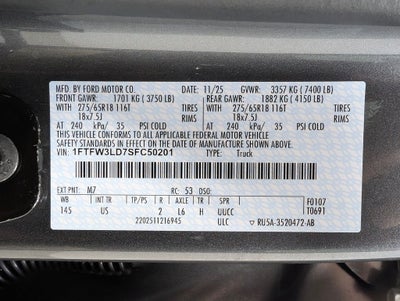 MFD. BY FORD MOTOR CO. 11/25 GVWR: 3357 KG (7400 LB)
FRONT GAWR: 1701 KG (3750 LB) REAR GAWR: 1882 KG (4150 LB)
WITH 275/65R18 116T TIRES WITH 275/65R18 116T TIRES
18x7.5J RIMS 18x7.5J RIMS
AT 240 kPa/ 35 PSI COLD AT 240 kPa/ 35 PSI COLD
THIS VEHICLE CONFORMS TO ALL APPLICABLE FEDERAL MOTOR VEHICLE
SAFETY STANDARDS IN EFFECT ON THE DATE OF MANUFACTURE SHOWN ABOVE.
VIN: 1FTFW3LD7SFC50201 TYPE: Truck
EXT PNT: M7 RC: 53 DSO:
WB TP/PS R AXLE TR SPR F0107
145 US 2 L6 H UUCC T0691
2202511216945 ULC RU5A-3520472-AB